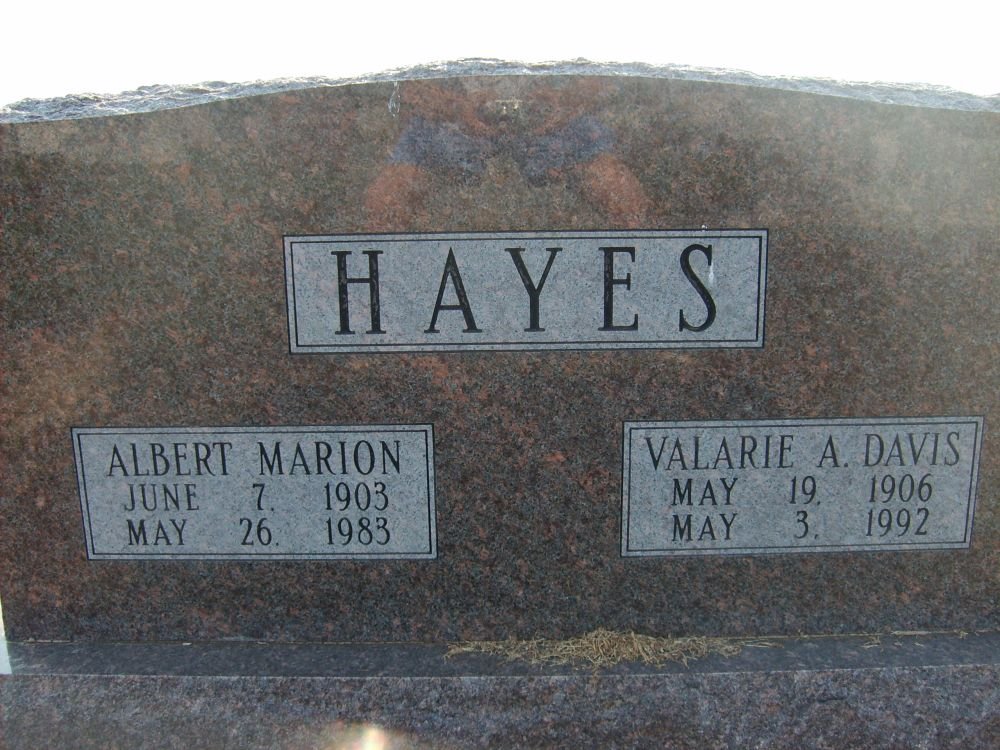 HAYES
ALBERT MARION
JUNE 7, 1903
MAY 26, 1983
VALARIE A. DAVIS
MAY 19, 1906
MAY 3, 1992